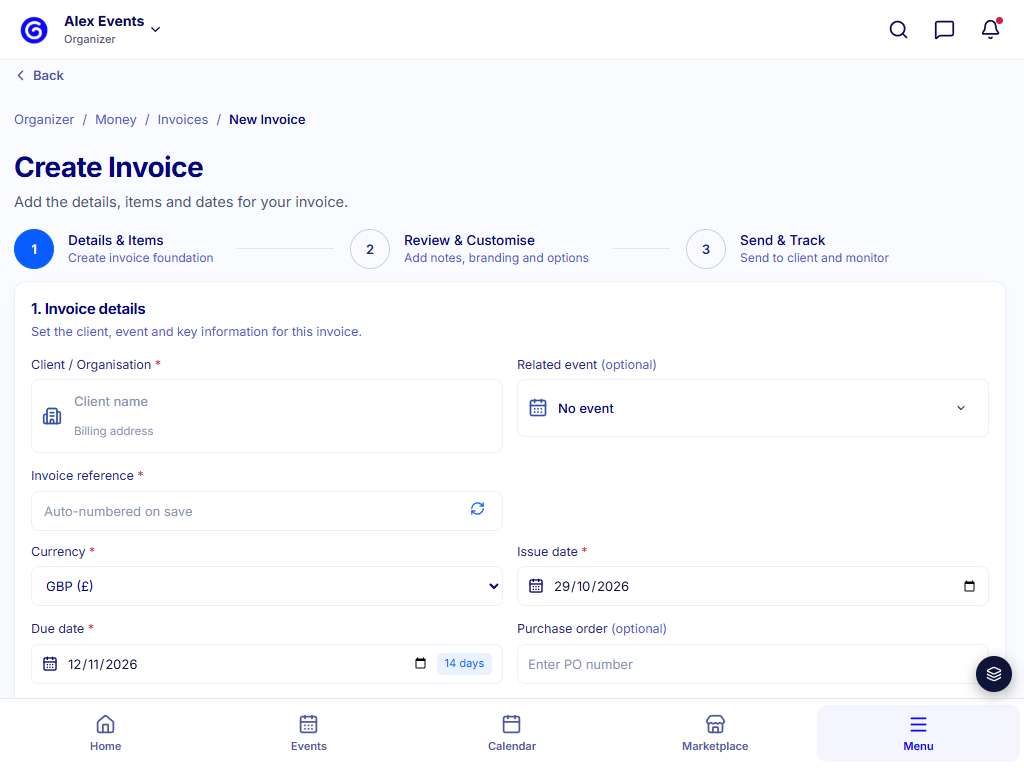 Alex Events
Organizer
Back
Organizer / Money / Invoices / New Invoice
Create Invoice
Add the details, items and dates for your invoice.
1
Details & Items
Create invoice foundation
2
Review & Customise
Add notes, branding and options
3
Send & Track
Send to client and monitor
1. Invoice details
Set the client, event and key information for this invoice.
Client / Organisation *
Client name
Billing address
Related event (optional)
No event
Invoice reference *
Auto-numbered on save
Currency *
GBP (£)
Issue date *
29/10/2026
Due date *
12/11/2026
14 days
Purchase order (optional)
Enter PO number
Home
Events
Calendar
Marketplace
Menu